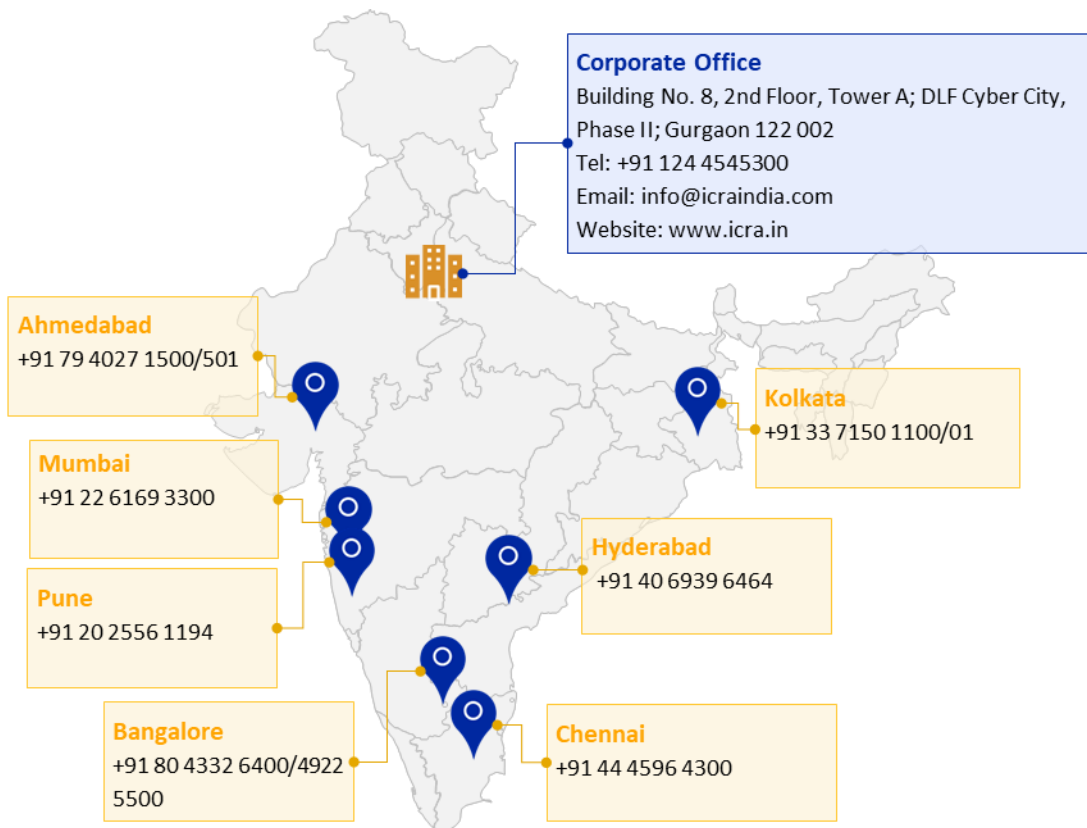 Corporate Office
Building No. 8, 2nd Floor, Tower A; DLF Cyber City,
Phase II; Gurgaon 122 002
Tel: +91 124 4545300
Email: info@icraindia.com
Website: www.icra.in
Ahmedabad
+91 79 4027 1500/501
Kolkata
+91 33 7150 1100/01
Mumbai
+91 22 6169 3300
Hyderabad
+91 40 6939 6464
Pune
+91 20 2556 1194
Bangalore
+91 80 4332 6400/4922
5500
Chennai
+91 44 4596 4300